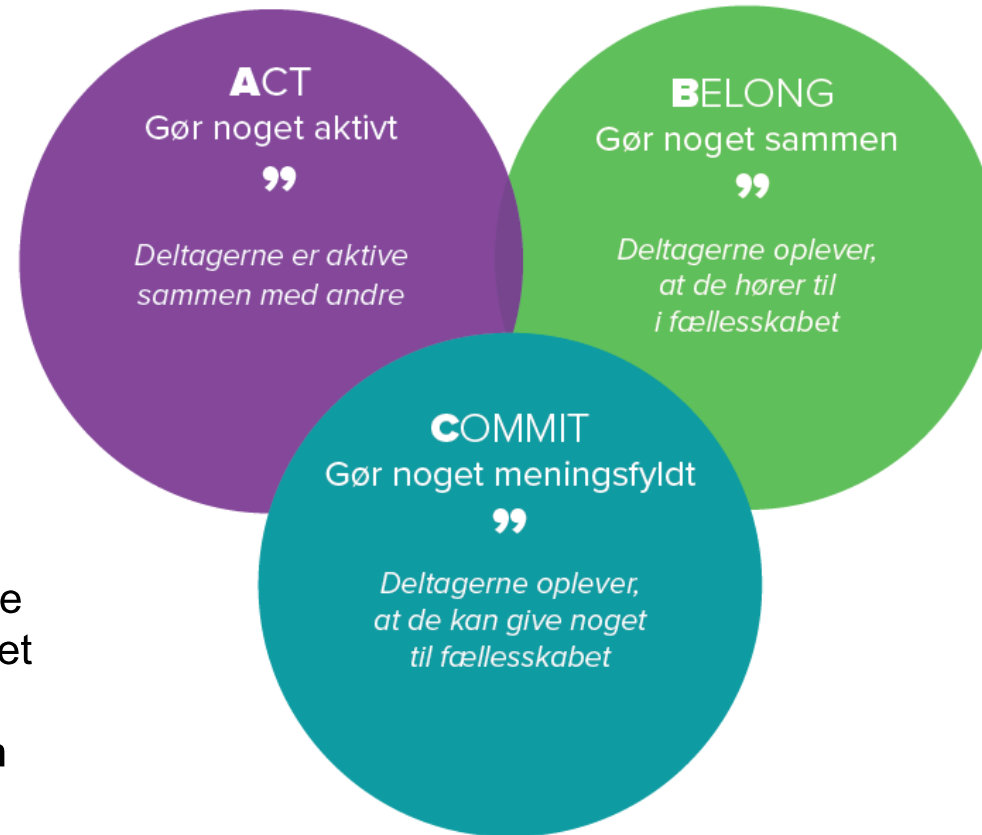 ACT
Gør noget aktivt
”
Deltagerne er aktive
sammen med andre
BELONG
Gør noget sammen
”
Deltagerne oplever,
at de hører til
i fællesskabet
COMMIT
Gør noget meningsfyldt
”
Deltagerne oplever,
at de kan give noget
til fællesskabet